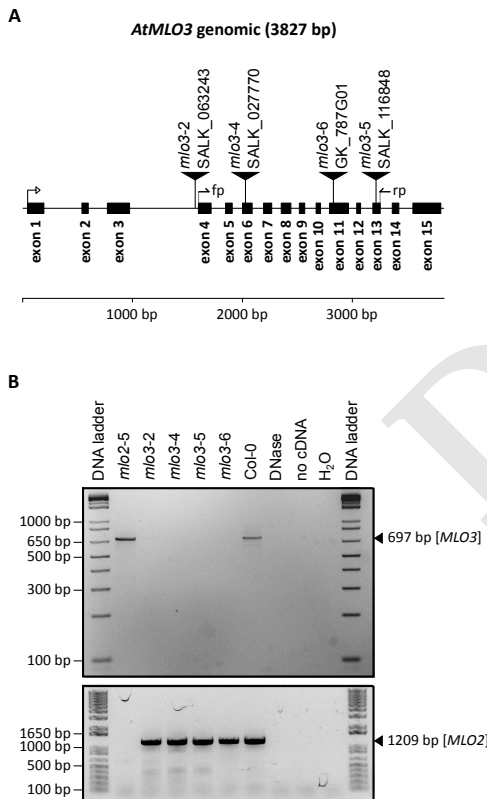 A
AtMLO3 genomic (3827 bp)
mlo3-2
SALK_063243
mlo3-4
SALK_027770
mlo3-6
GK_787G01
mlo3-5
SALK_116848
fp
rp
exon 1
exon 2
exon 3
exon 4
exon 5
exon 6
exon 7
exon 8
exon 9
exon 10
exon 11
exon 12
exon 13
exon 14
exon 15
1000 bp
2000 bp
3000 bp
B
DNA ladder
mlo2-5
mlo3-2
mlo3-4
mlo3-5
mlo3-6
Col-0
DNase
no cDNA
H₂O
DNA ladder
1000 bp
650 bp
500 bp
300 bp
100 bp
697 bp [MLO3]
1650 bp
1000 bp
500 bp
100 bp
1209 bp [MLO2]